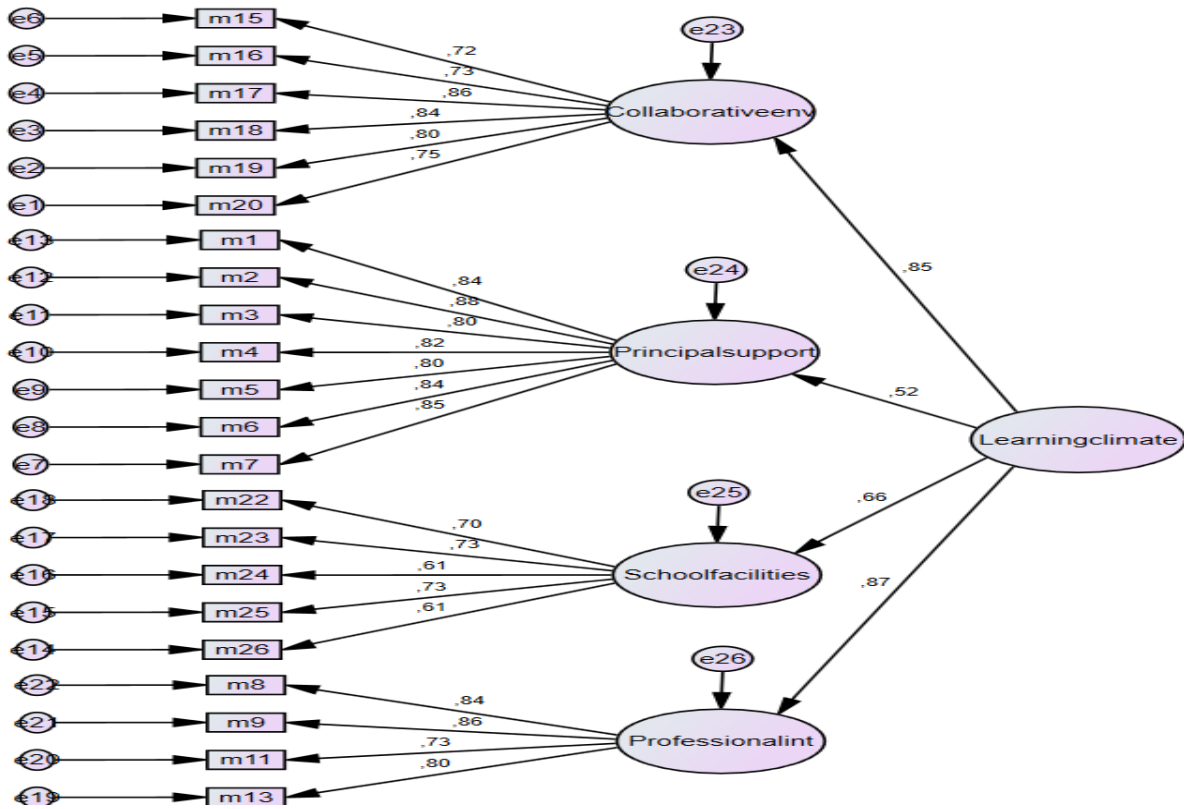 e6 m15
e23
,72
e5 m16
,73
e4 m17
,86
Collaborativeenv
e3 m18
,84
e2 m19
,80
e1 m20
,75
e13 m1
e12 m2
,84
e24
,85
e11 m3
,88
,80
e10 m4
,82
Principalsupport
e9 m5
,80
,52
e8 m6
,84
,85
Learningclimate
e7 m7
e18 m22
e25
,66
,70
e17 m23
,73
e16 m24
,61
Schoolfacilities
,87
e15 m25
,73
,61
e14 m26
e26
e22 m8
,84
e21 m9
,86
Professionalint
e20 m11
,73
e19 m13
,80